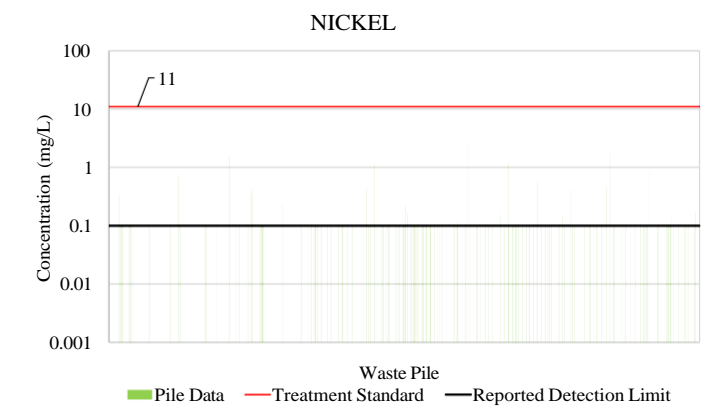 NICKEL
100
11
10
1
0.1
0.01
0.001
Concentration (mg/L)
Waste Pile
Pile Data Treatment Standard Reported Detection Limit